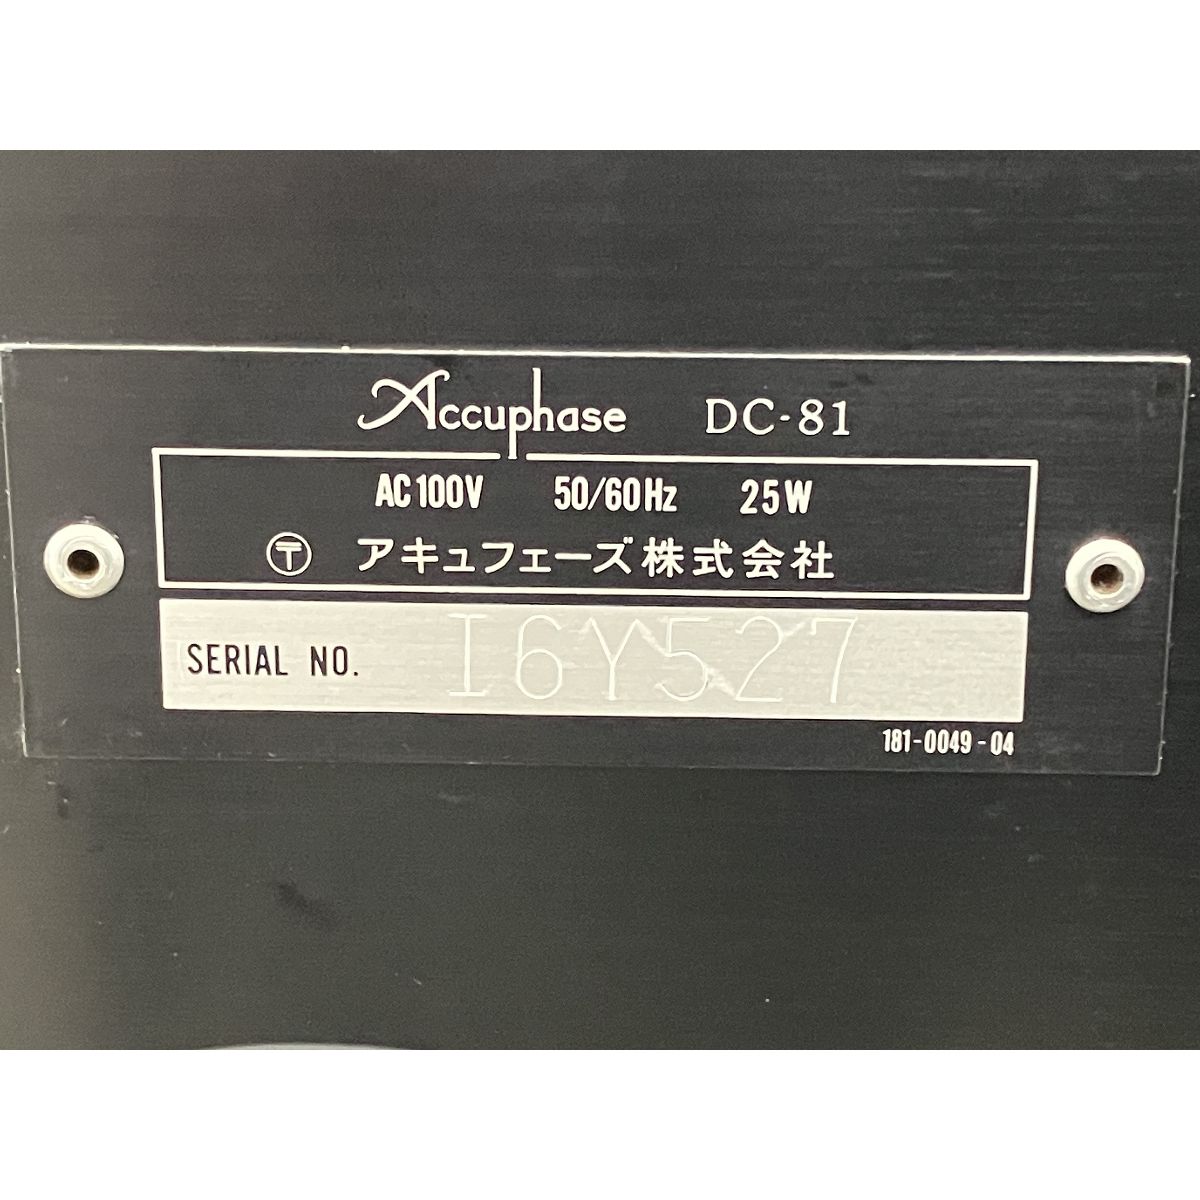 Accuphase DC-81
AC100V 50/60Hz 25W
〶 アキュフェーズ株式会社
SERIAL NO. I6Y527
181-0049-04